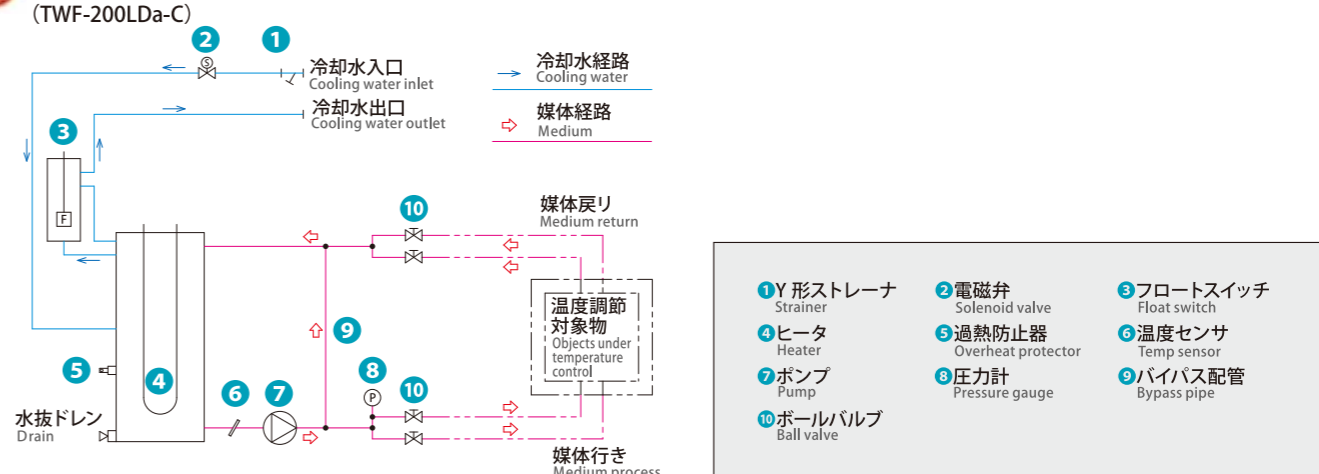 (TWF-200LDa-C)
2
1
S
冷却水入口
Cooling water inlet
冷却水出口
Cooling water outlet
冷却水経路
Cooling water
媒体経路
Medium
3
F
10
媒体戻り
Medium return
温度調節
対象物
Objects under
temperature
control
9
5
4
6
7
8
P
10
水抜ドレン
Drain
媒体行き
Medium process
1 Y 形ストレーナ
Strainer
2 電磁弁
Solenoid valve
3 フロートスイッチ
Float switch
4 ヒータ
Heater
5 過熱防止器
Overheat protector
6 温度センサ
Temp sensor
7 ポンプ
Pump
8 圧力計
Pressure gauge
9 バイパス配管
Bypass pipe
10 ボールバルブ
Ball valve